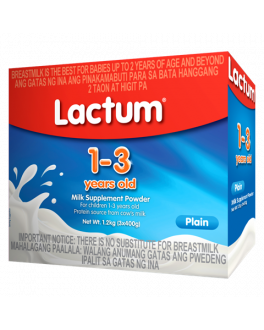 BREASTMILK IS THE BEST FOR BABIES UP TO 2 YEARS OF AGE AND BEYOND
ANG GATAS NG INA ANG PINAKAMABUTI PARA SA BATA HANGGANG
2 TAON AT HIGIT PA
Lactum®
1-3
years old
Milk Supplement Powder
For children 1-3 years old
Protein source from cow's milk
Net Wt. 1.2kg (3x400g)
Plain
IMPORTANT NOTICE: THERE IS NO SUBSTITUTE FOR BREASTMILK
MAHALAGANG PAALALA: WALANG ANUMANG GATAS ANG PWEDENG
IPALIT SA GATAS NG INA
Lactum
1-3
years old
Plain